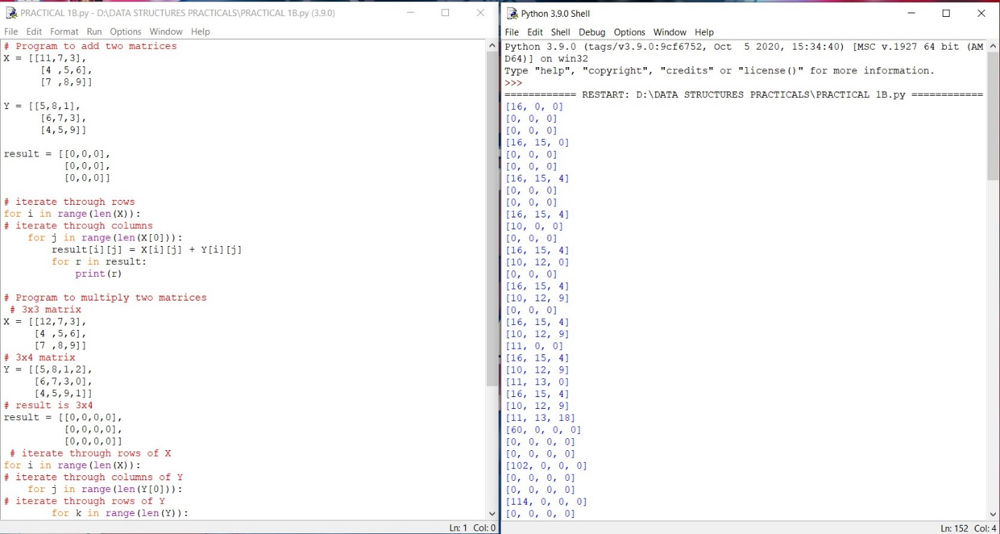 PRACTICAL 1B.py - D:\DATA STRUCTURES PRACTICALS\PRACTICAL 1B.py (3.9.0)
File Edit Format Run Options Window Help
# Program to add two matrices
X = [[11,7,3],
     [4 ,5,6],
     [7 ,8,9]]
Y = [[5,8,1],
     [6,7,3],
     [4,5,9]]
result = [[0,0,0],
          [0,0,0],
          [0,0,0]]
# iterate through rows
for i in range(len(X)):
# iterate through columns
    for j in range(len(X[0])):
        result[i][j] = X[i][j] + Y[i][j]
        for r in result:
            print(r)
# Program to multiply two matrices
 # 3x3 matrix
X = [[12,7,3],
     [4 ,5,6],
     [7 ,8,9]]
# 3x4 matrix
Y = [[5,8,1,2],
     [6,7,3,0],
     [4,5,9,1]]
# result is 3x4
result = [[0,0,0,0],
          [0,0,0,0],
          [0,0,0,0]]
 # iterate through rows of X
for i in range(len(X)):
# iterate through columns of Y
    for j in range(len(Y[0])):
# iterate through rows of Y
        for k in range(len(Y)):
Ln: 1 Col: 0
Python 3.9.0 Shell
File Edit Shell Debug Options Window Help
Python 3.9.0 (tags/v3.9.0:9cf6752, Oct  5 2020, 15:34:40) [MSC v.1927 64 bit (AM
D64)] on win32
Type "help", "copyright", "credits" or "license()" for more information.
>>>
============ RESTART: D:\DATA STRUCTURES PRACTICALS\PRACTICAL 1B.py ============
[16, 0, 0]
[0, 0, 0]
[0, 0, 0]
[16, 15, 0]
[0, 0, 0]
[0, 0, 0]
[16, 15, 4]
[0, 0, 0]
[0, 0, 0]
[16, 15, 4]
[10, 0, 0]
[0, 0, 0]
[16, 15, 4]
[10, 12, 0]
[0, 0, 0]
[16, 15, 4]
[10, 12, 9]
[0, 0, 0]
[16, 15, 4]
[10, 12, 9]
[11, 0, 0]
[16, 15, 4]
[10, 12, 9]
[11, 13, 0]
[16, 15, 4]
[10, 12, 9]
[11, 13, 18]
[60, 0, 0, 0]
[0, 0, 0, 0]
[0, 0, 0, 0]
[102, 0, 0, 0]
[0, 0, 0, 0]
[0, 0, 0, 0]
[114, 0, 0, 0]
[0, 0, 0, 0]
Ln: 152 Col: 4